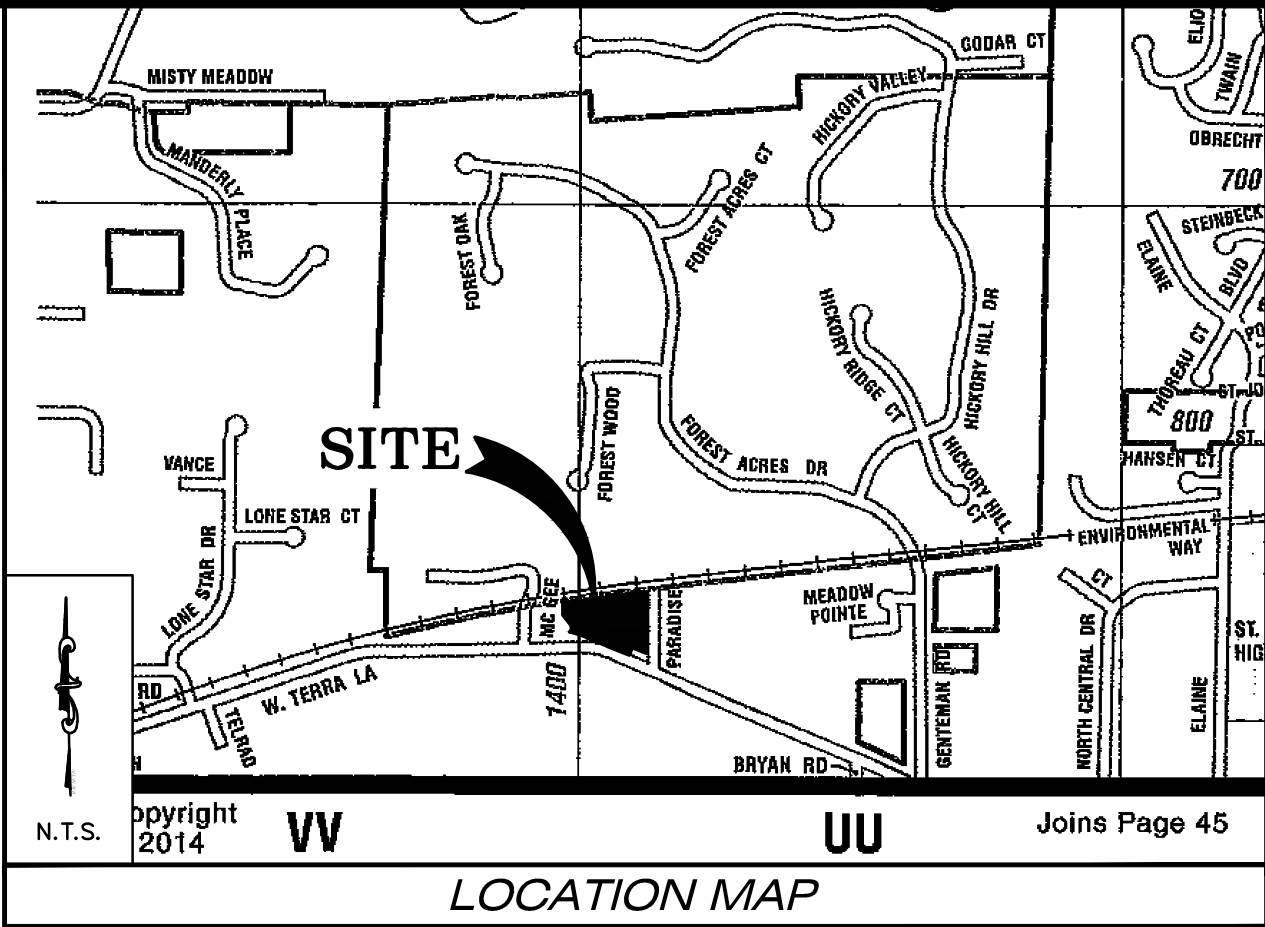 GODAR CT
MISTY MEADOW
HICKORY VALLEY
TWAIN
OBRECHT
MANDERLY PLACE
FOREST ACRES CT
700
STEINBECK
FOREST OAK
ELAINE
BLVD
HICKORY RIDGE CT
HICKORY HILL DR
THOREAU CT
FOREST WOOD
800
SITE
FOREST ACRES DR
ST.
VANCE
HANSEN CT
HICKORY HILL
CT
LONE STAR CT
LONE STAR DR
ENVIRONMENTAL
WAY
MC GEE
PARADISE
MEADOW
POINTE
CT
ST.
HIG
RD
W. TERRA LA
1400
TELRAD
GENTEMAN RD
NORTH CENTRAL DR
ELAINE
BRYAN RD
N.T.S.
opyright
2014
VV
UU
Joins Page 45
LOCATION MAP